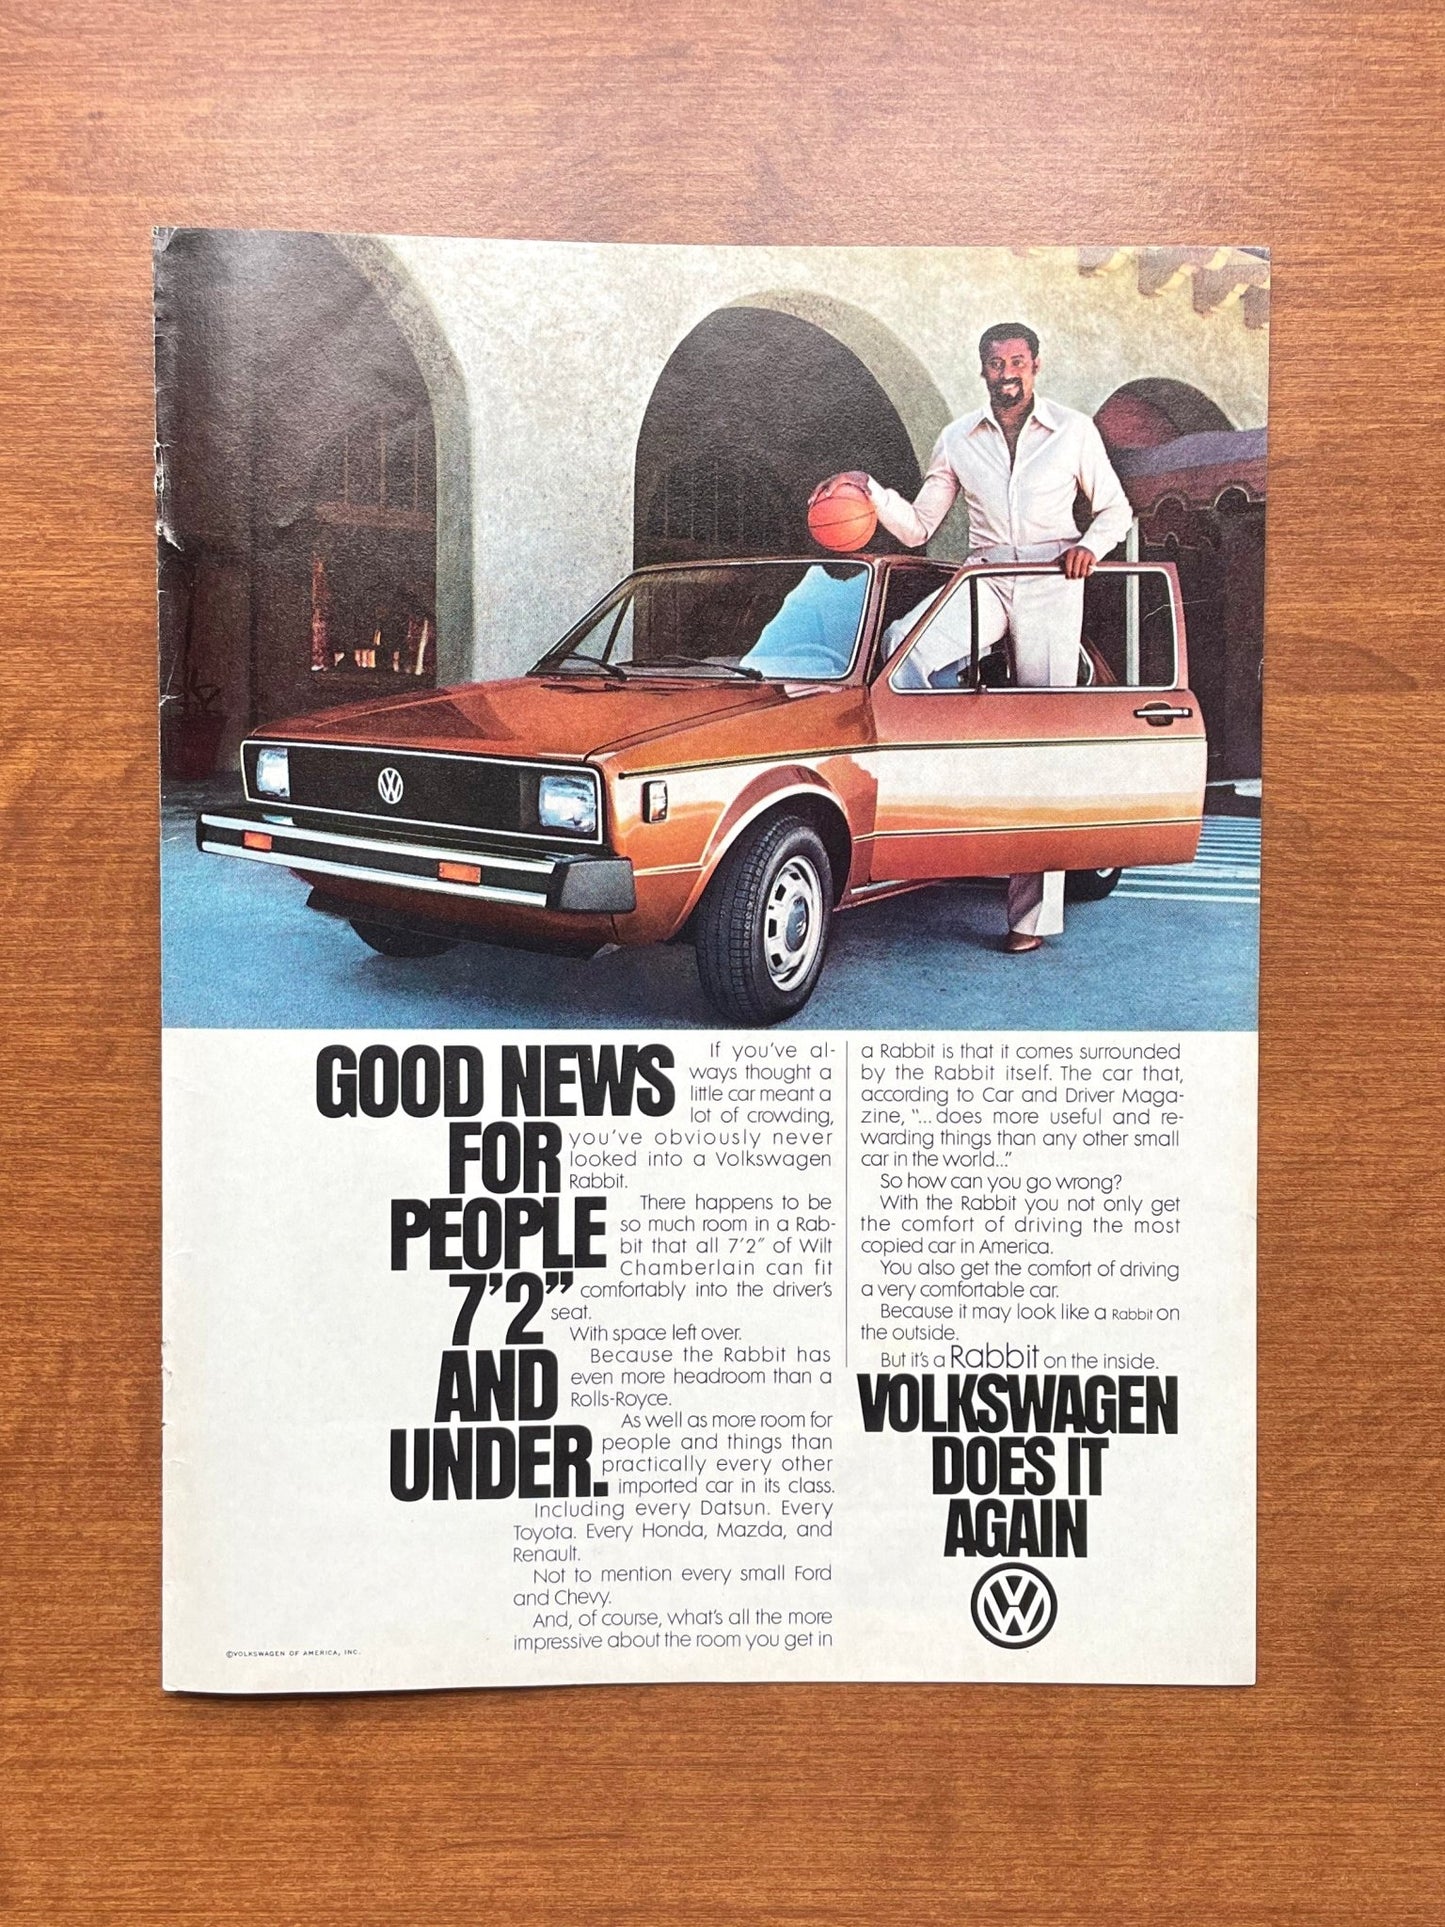 GOOD NEWS
FOR
PEOPLE
7'2"
AND
UNDER.
If you've al-
ways thought a
little car meant a
lot of crowding,
you've obviously never
looked into a Volkswagen
Rabbit.
There happens to be
so much room in a Rab-
bit that all 7'2" of Wilt
Chamberlain can fit
comfortably into the driver's
seat.
With space left over.
Because the Rabbit has
even more headroom than a
Rolls-Royce.
As well as more room for
people and things than
practically every other
imported car in its class.
Including every Datsun. Every
Toyota. Every Honda, Mazda, and
Renault.
Not to mention every small Ford
and Chevy.
And, of course, what's all the more
impressive about the room you get in
a Rabbit is that it comes surrounded
by the Rabbit itself. The car that,
according to Car and Driver Maga-
zine, "...does more useful and re-
warding things than any other small
car in the world..."
So how can you go wrong?
With the Rabbit you not only get
the comfort of driving the most
copied car in America.
You also get the comfort of driving
a very comfortable car.
Because it may look like a Rabbit on
the outside.
But it's a Rabbit on the inside.
VOLKSWAGEN
DOES IT
AGAIN
©VOLKSWAGEN OF AMERICA, INC.